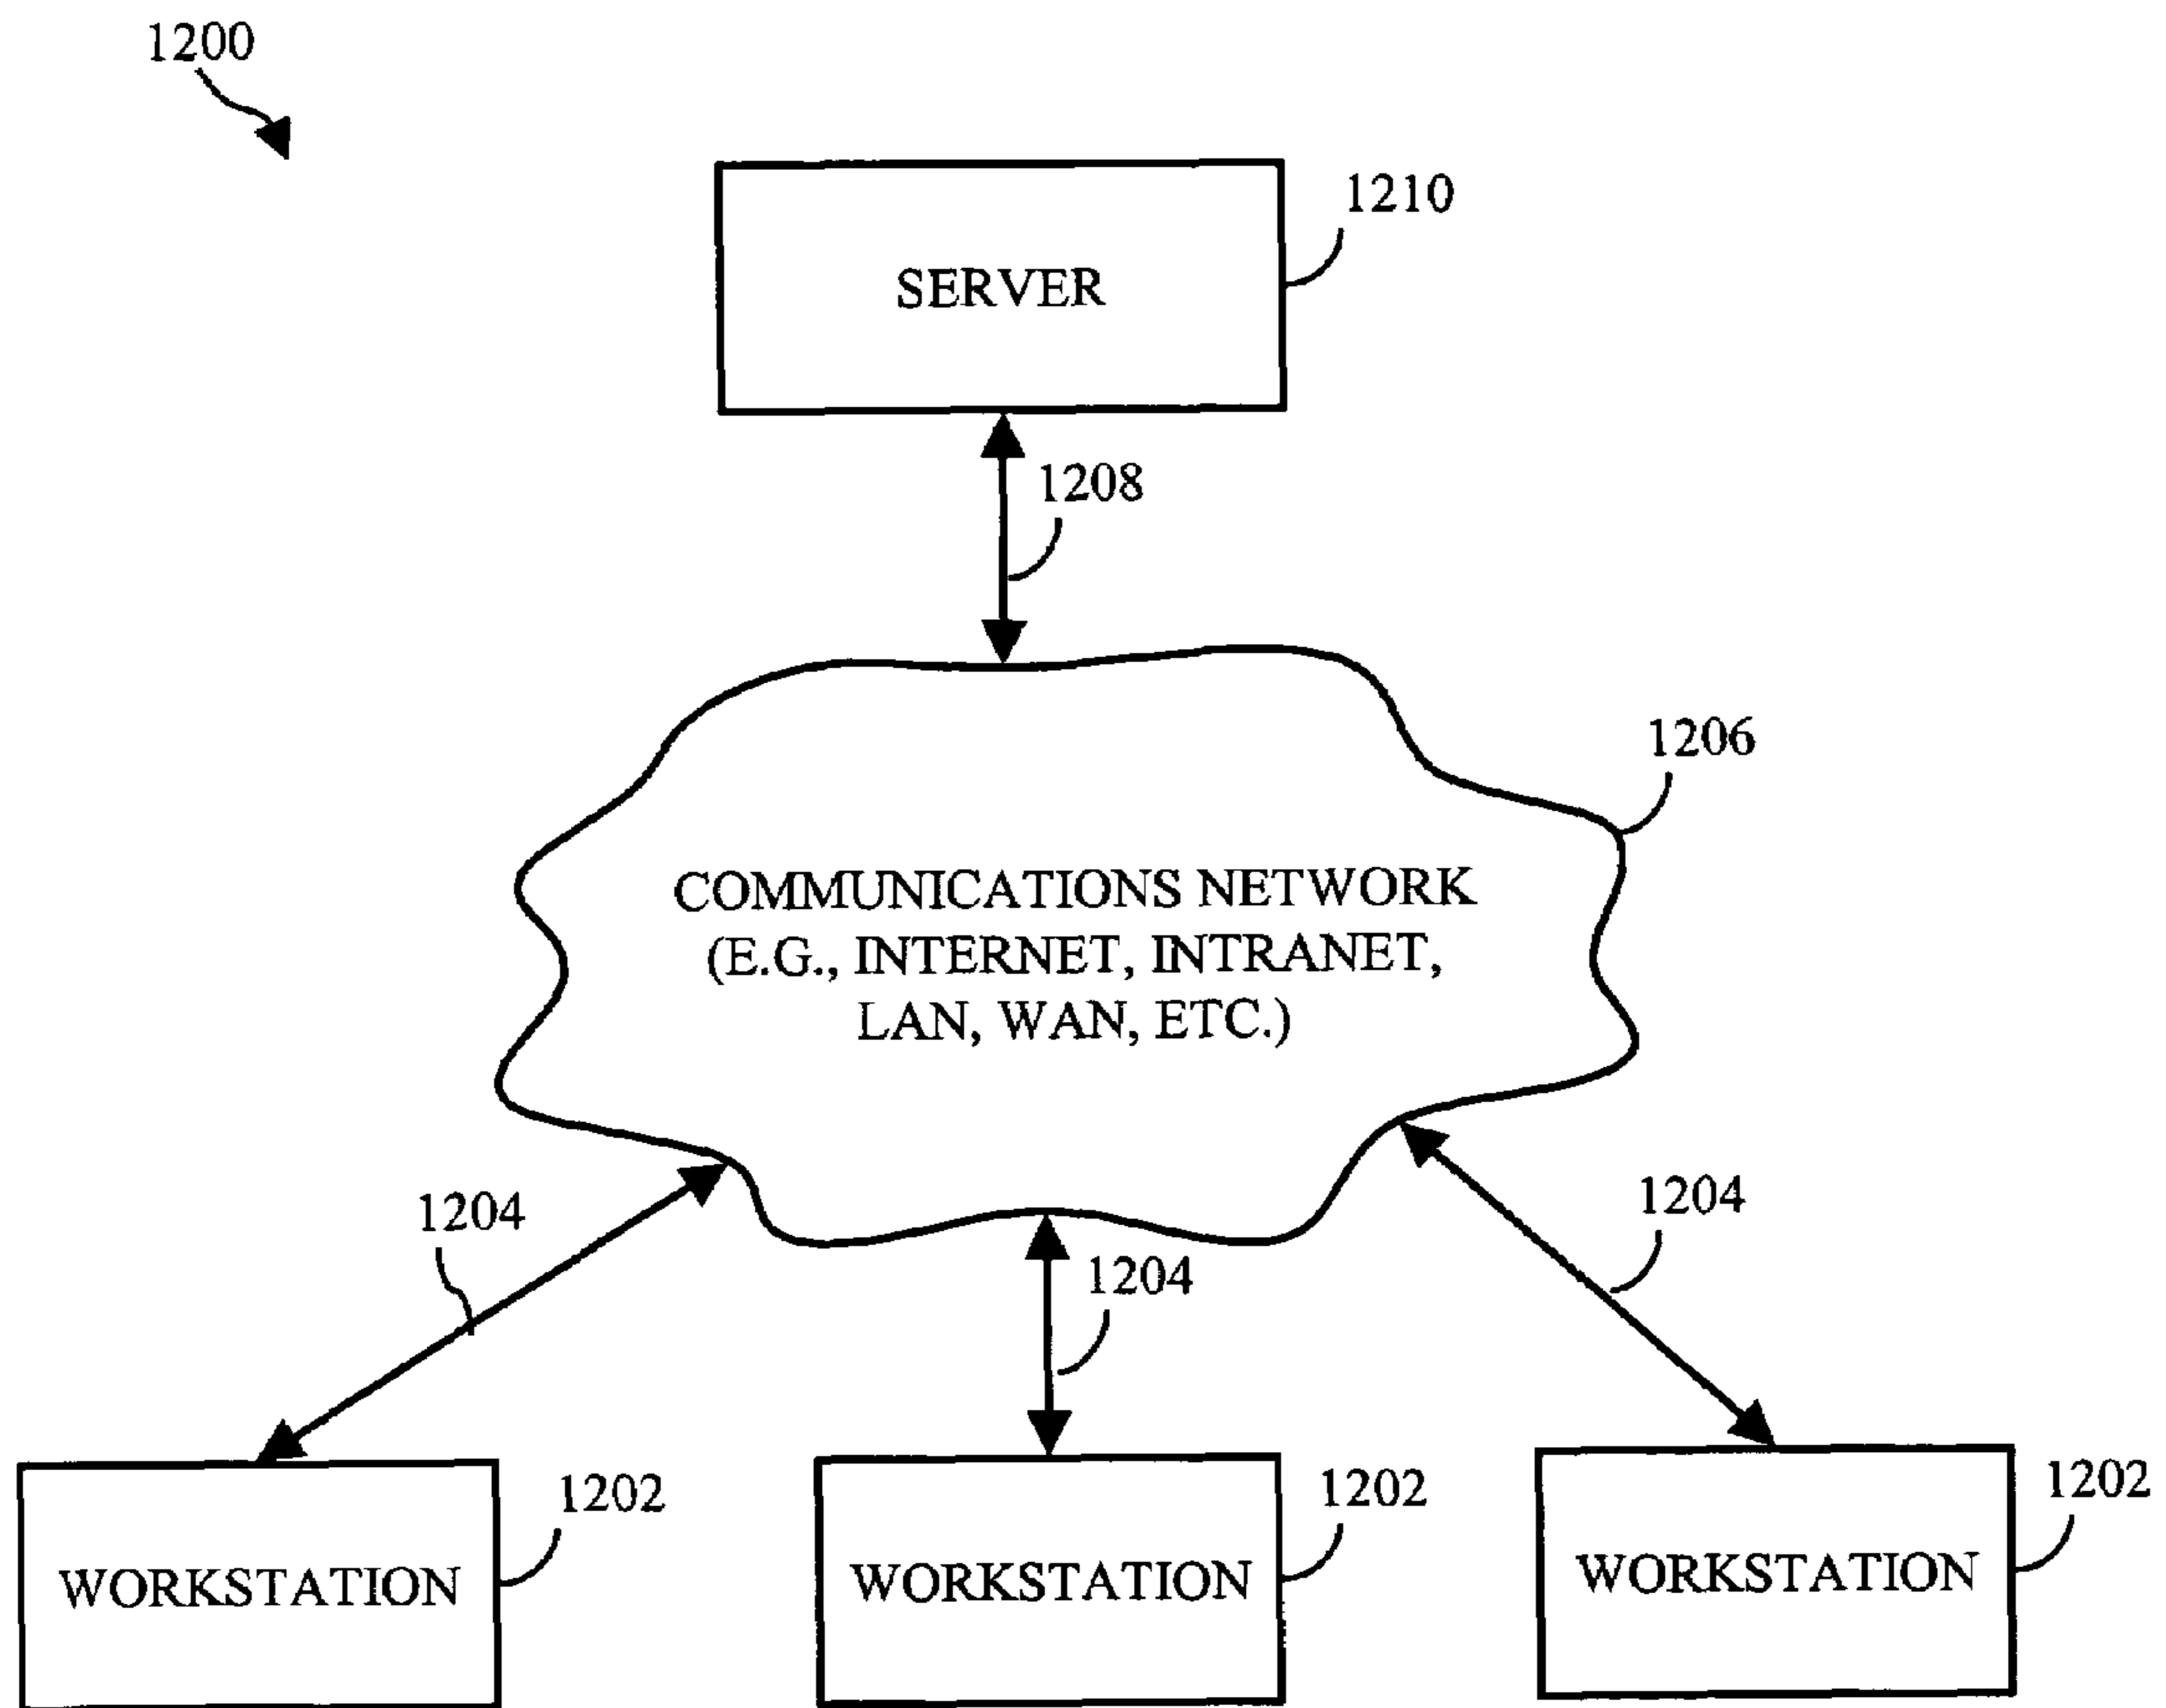 1200
1210
SERVER
1208
1206
COMMUNICATIONS NETWORK
(E.G., INTERNET, INTRANET,
LAN, WAN, ETC.)
1204
1204
1204
1202
1202
1202
WORKSTATION
WORKSTATION
WORKSTATION